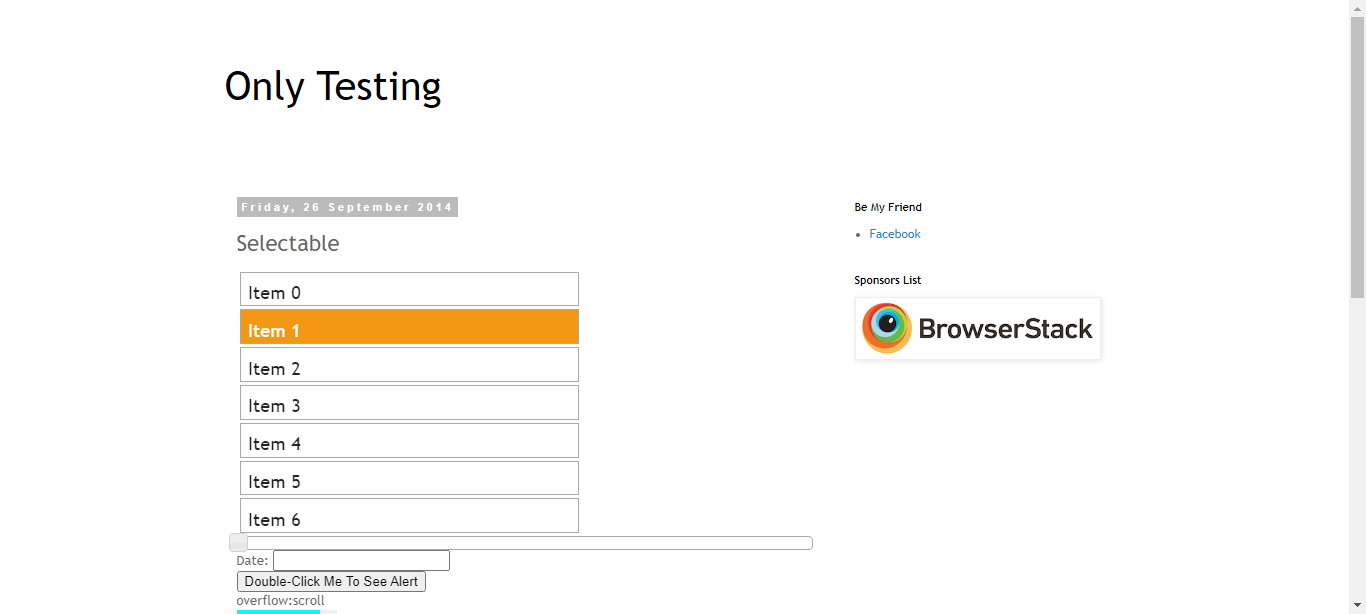 Only Testing
Friday, 26 September 2014
Selectable
Item 0
Item 1
Item 2
Item 3
Item 4
Item 5
Item 6
Date:
Double-Click Me To See Alert
overflow:scroll
Be My Friend
Facebook
Sponsors List
BrowserStack